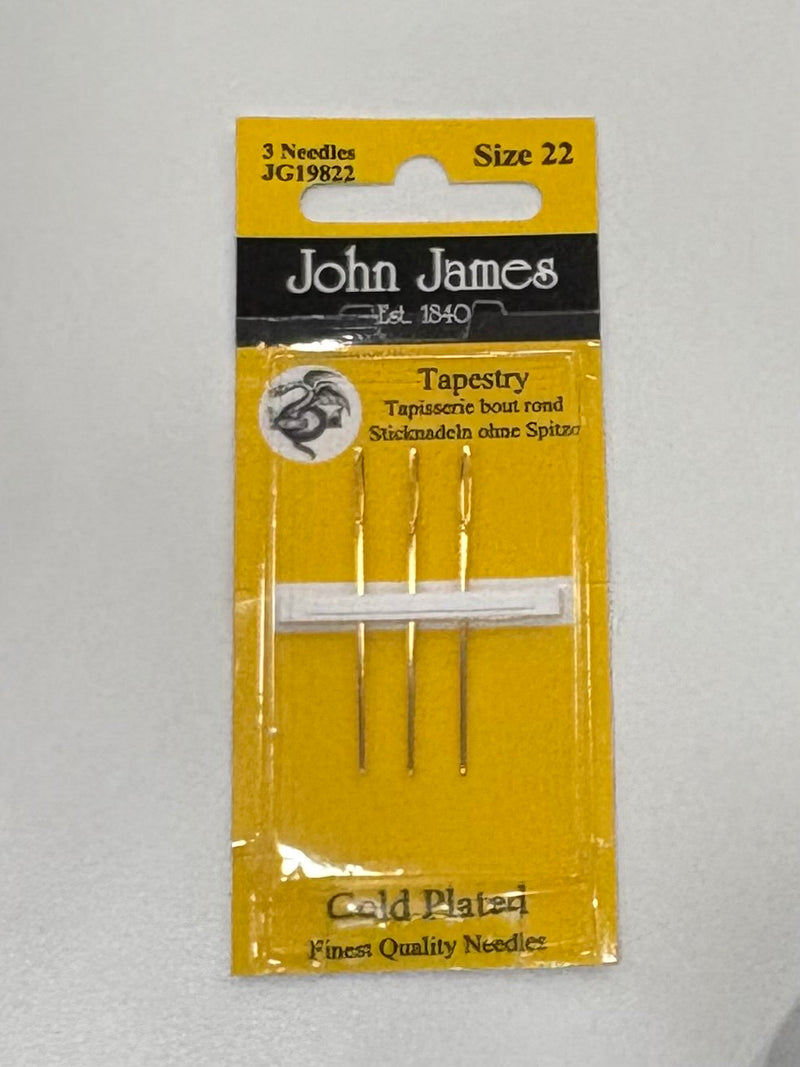 3 Needles
JG19822
Size 22
John James
Est. 1840
Tapestry
Tapisserie bout rond
Sticknadeln ohne Spitze
Gold Plated
Finest Quality Needles